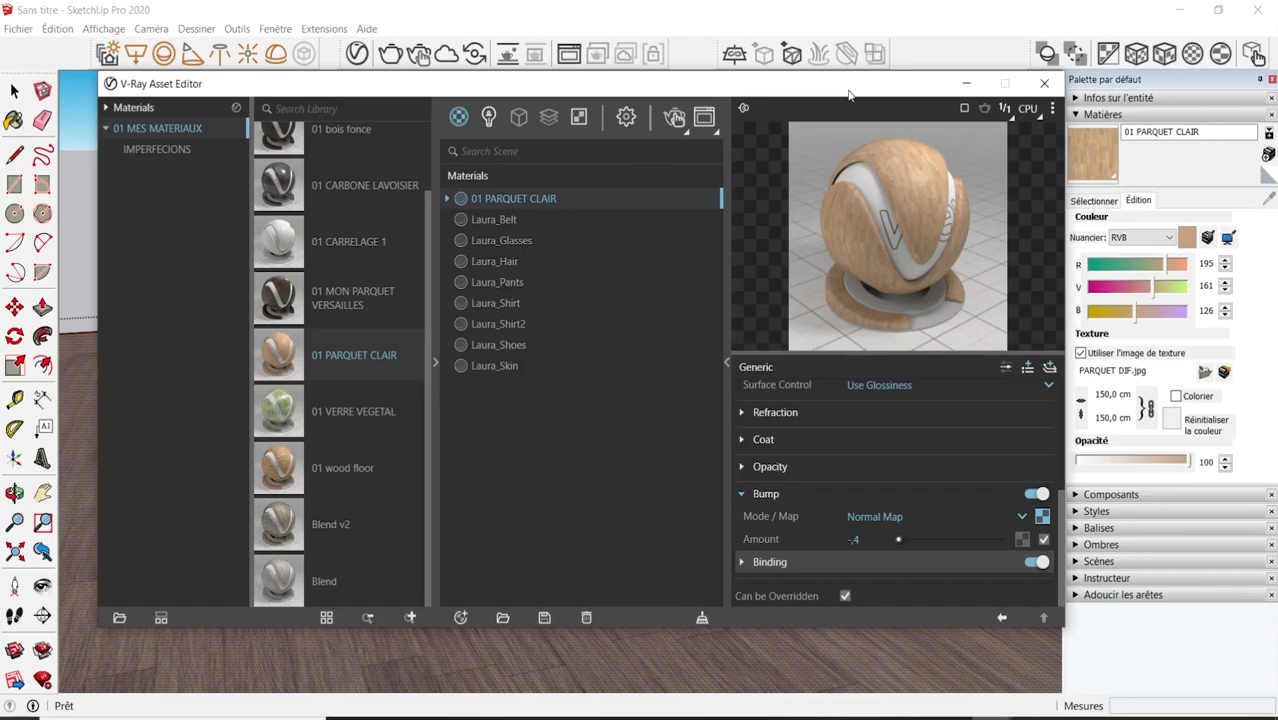 Sans titre - SketchUp Pro 2020
Fichier Édition Affichage Caméra Dessiner Outils Fenêtre Extensions Aide
V-Ray Asset Editor
Materials
01 MES MATERIAUX
IMPERFECIONS
Search Library
01 bois fonce
01 CARBONE LAVOISIER
01 CARRELAGE 1
01 MON PARQUET
VERSAILLES
01 PARQUET CLAIR
01 VERRE VEGETAL
01 wood floor
Blend v2
Blend
Search Scene
Materials
01 PARQUET CLAIR
Laura_Belt
Laura_Glasses
Laura_Hair
Laura_Pants
Laura_Shirt
Laura_Shirt2
Laura_Shoes
Laura_Skin
1/1 CPU
Generic
Surface Control Use Glossiness
Refraction
Coat
Opacity
Bump
Mode / Map Normal Map
Amount -,4
Binding
Can be Overridden
Palette par défaut
Infos sur l'entité
Matières
01 PARQUET CLAIR
Sélectionner Édition
Couleur
Nuancier: RVB
R 195
V 161
B 126
Texture
Utiliser l'image de texture
PARQUET DIF.jpg
150,0 cm
Colorier
150,0 cm
Réinitialiser
la couleur
Opacité
100
Composants
Styles
Balises
Ombres
Scènes
Instructeur
Adoucir les arêtes
Prêt
Mesures